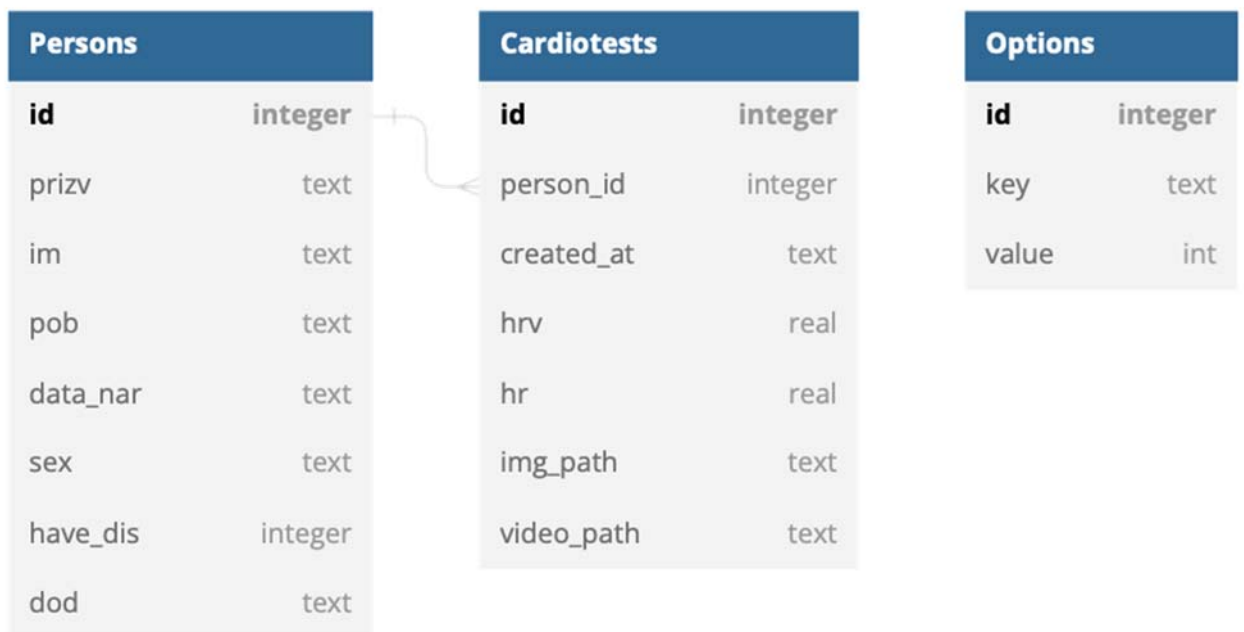 Persons
id integer
prizv text
im text
pob text
data_nar text
sex text
have_dis integer
dod text
Cardiotests
id integer
person_id integer
created_at text
hrv real
hr real
img_path text
video_path text
Options
id integer
key text
value int